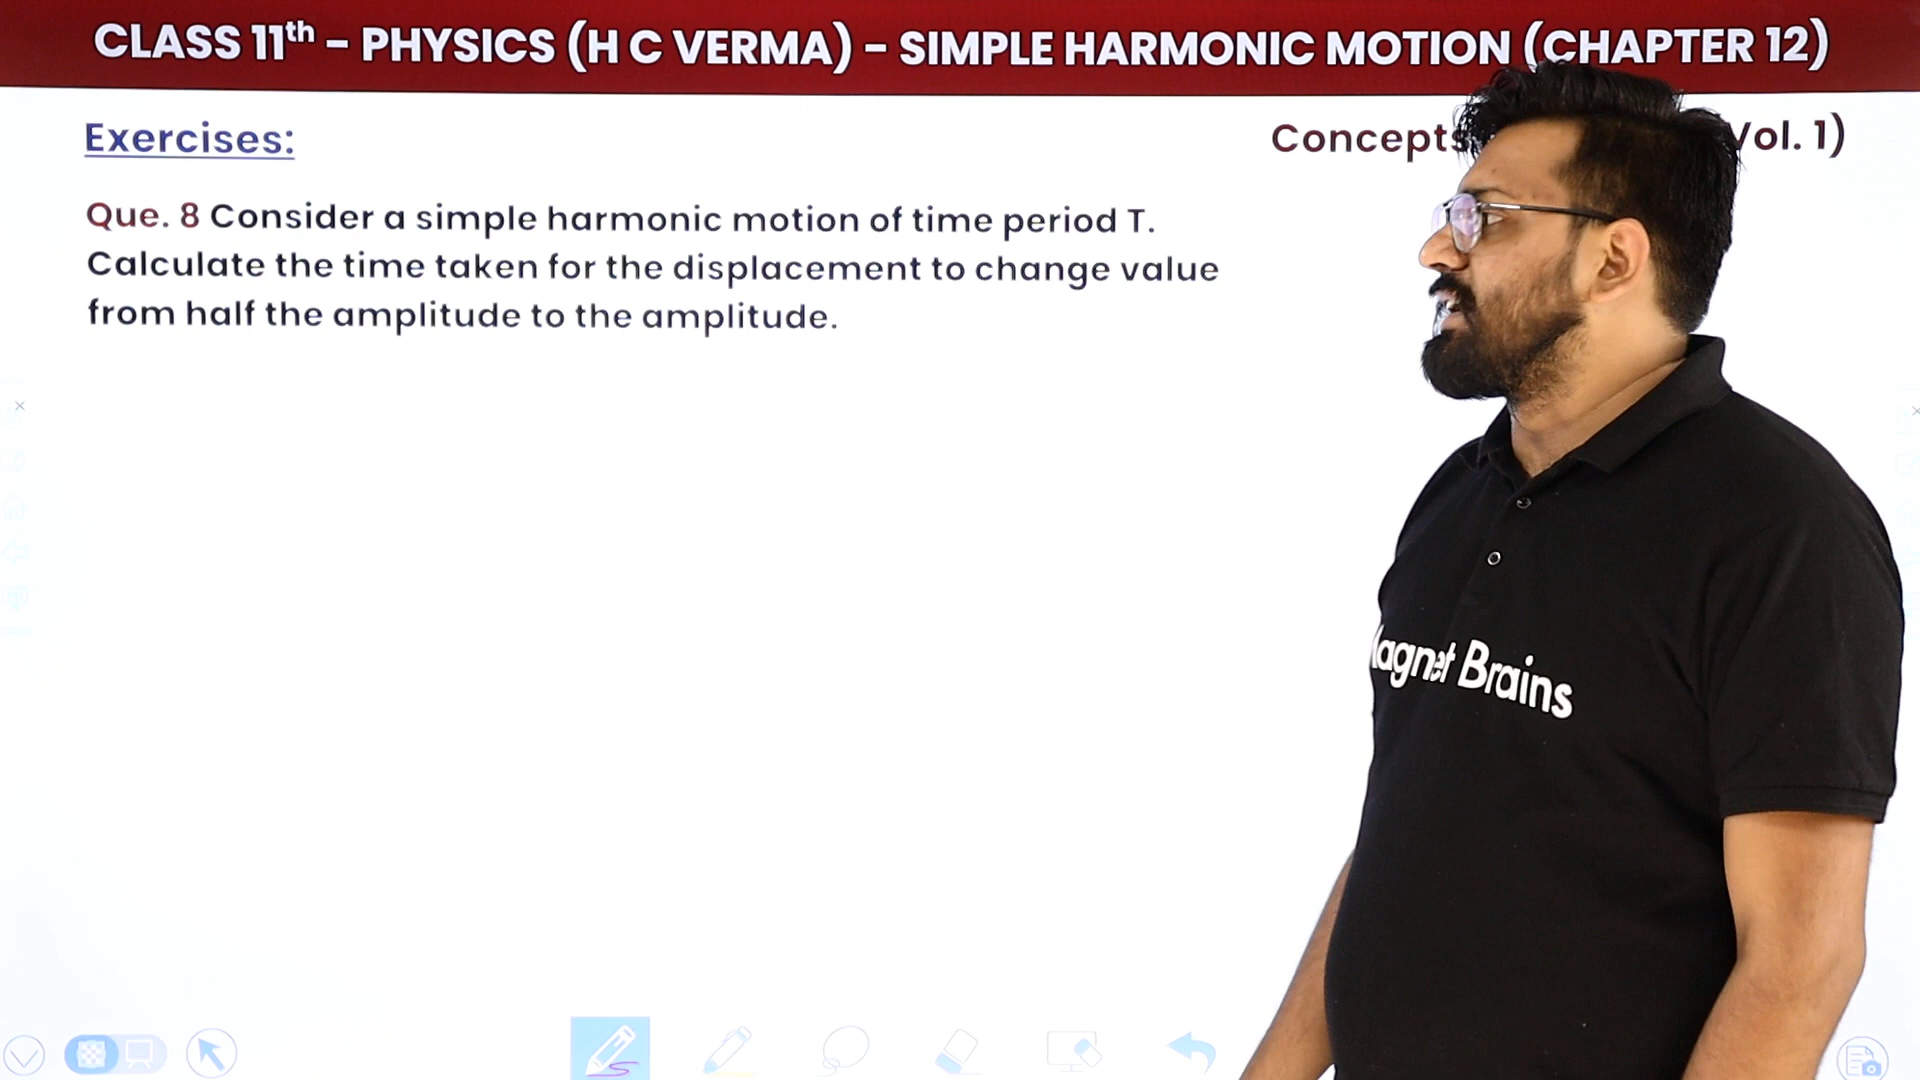 CLASS 11th - PHYSICS (H C VERMA) - SIMPLE HARMONIC MOTION (CHAPTER 12)
Exercises:
Concepts Vol. 1)
Que. 8 Consider a simple harmonic motion of time period T.
Calculate the time taken for the displacement to change value
from half the amplitude to the amplitude.
Brains